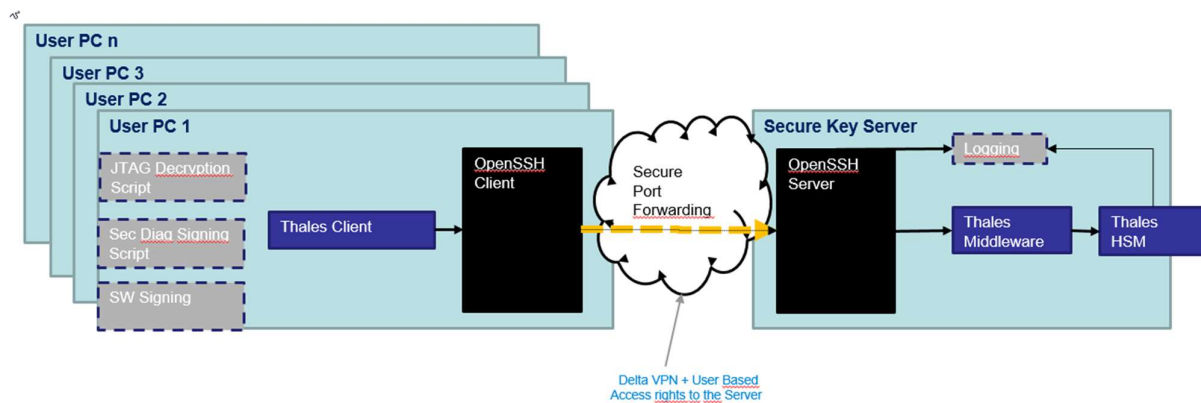 User PC n
User PC 3
User PC 2
User PC 1
JTAG Decryption
Script
Sec Diag Signing
Script
SW Signing
Thales Client
OpenSSH
Client
Secure
Port
Forwarding
Delta VPN + User Based
Access rights to the Server
Secure Key Server
OpenSSH
Server
Logging
Thales
Middleware
Thales
HSM